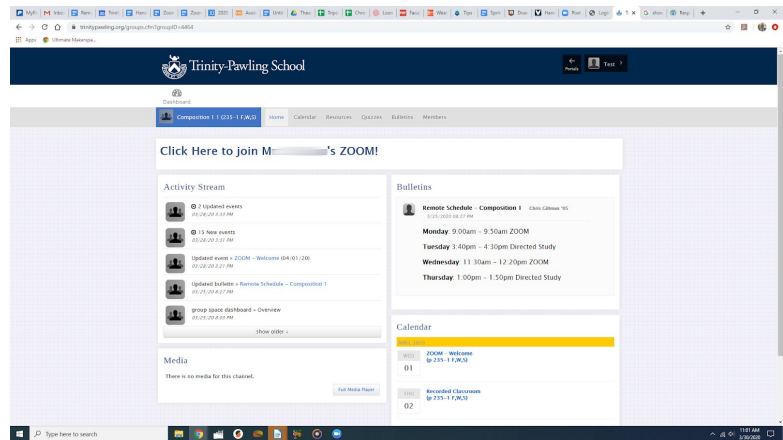 trinitypawling.org/groups.cfm?groupID=4464
Apps
Trinity-Pawling School
Portals
Test
Dashboard
Composition 1 1 (235-1 F,W,S)
Home
Calendar
Resources
Quizzes
Bulletins
Members
Click Here to join M 's ZOOM!
Activity Stream
2 Updated events
03/28/20 3:33 PM
15 New events
03/28/20 3:31 PM
Updated event » ZOOM - Welcome (04/01/20)
03/28/20 3:21 PM
Updated bulletin » Remote Schedule - Composition 1
03/25/20 8:27 PM
group space dashboard » Overview
03/25/20 8:03 PM
show older ↓
Media
There is no media for this channel.
Full Media Player
Bulletins
Remote Schedule - Composition 1
3/25/2020 08:27 PM
Monday: 9:00am - 9:50am ZOOM
Tuesday 3:40pm - 4:30pm Directed Study
Wednesday: 11:30am - 12:20pm ZOOM
Thursday: 1:00pm - 1:50pm Directed Study
Calendar
APRIL 2020
WED
01
ZOOM - Welcome
(p 235-1 F,W,S)
THU
02
Recorded Classroom
(p 235-1 F,W,S)
Type here to search
11:01 AM
3/30/2020